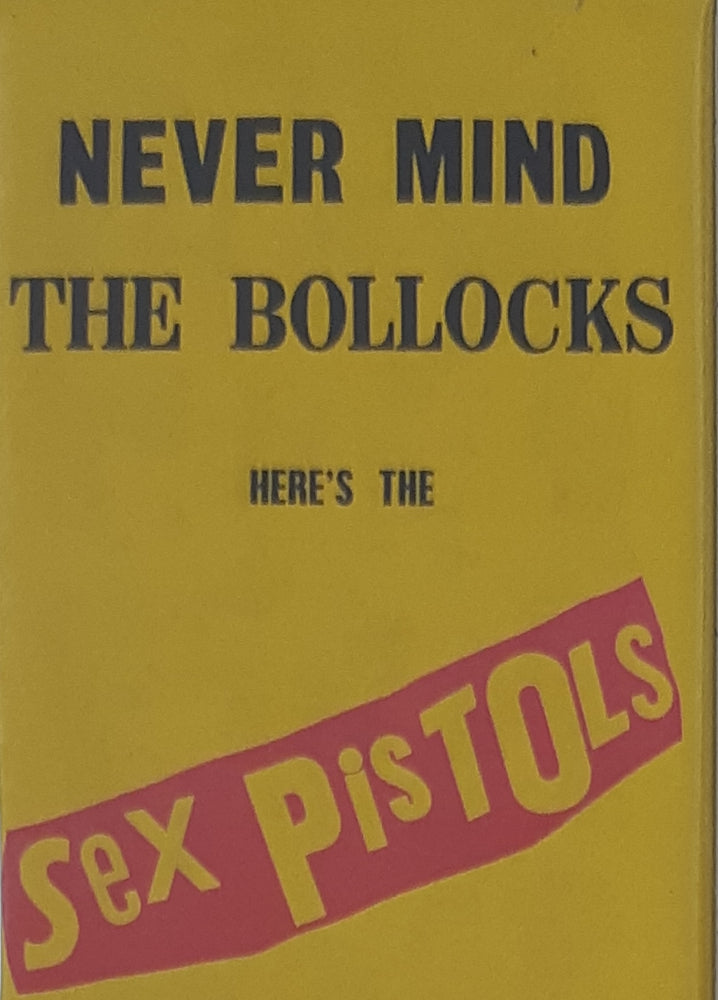 NEVER MIND
THE BOLLOCKS
HERE'S THE
Sex PiSTOLS